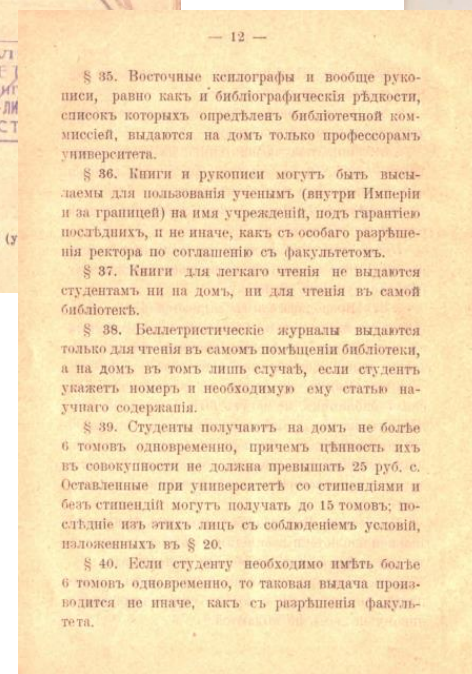 — 12 —
§ 35. Восточные ксилографы и вообще руко-
писи, равно какъ и библіографическія рѣдкости,
списокъ которыхъ опредѣленъ библіотечной ком-
миссіей, выдаются на домъ только профессорамъ
университета.
§ 36. Книги и рукописи могутъ быть высы-
лаемы для пользованія ученымъ (внутри Имперіи
и за границей) на имя учрежденій, подъ гарантіею
послѣднихъ, и не иначе, какъ съ особаго разрѣше-
нія ректора по соглашенію съ факультетомъ.
§ 37. Книги для легкаго чтенія не выдаются
студентамъ ни на домъ, ни для чтенія въ самой
библіотекѣ.
§ 38. Беллетристическіе журналы выдаются
только для чтенія въ самомъ помѣщеніи библіотеки,
а на домъ въ томъ лишь случаѣ, если студентъ
укажетъ номеръ и необходимую ему статью на-
учнаго содержанія.
§ 39. Студенты получаютъ на домъ не болѣе
6 томовъ одновременно, причемъ цѣнность ихъ
въ совокупности не должна превышать 25 руб. с.
Оставленные при университетѣ со стипендіями и
безъ стипендій могутъ получать до 15 томовъ; по-
слѣдніе изъ этихъ лицъ съ соблюденіемъ условій,
изложенныхъ въ § 20.
§ 40. Если студенту необходимо имѣть болѣе
6 томовъ одновременно, то таковая выдача произ-
водится не иначе, какъ съ разрѣшенія факуль-
тета.